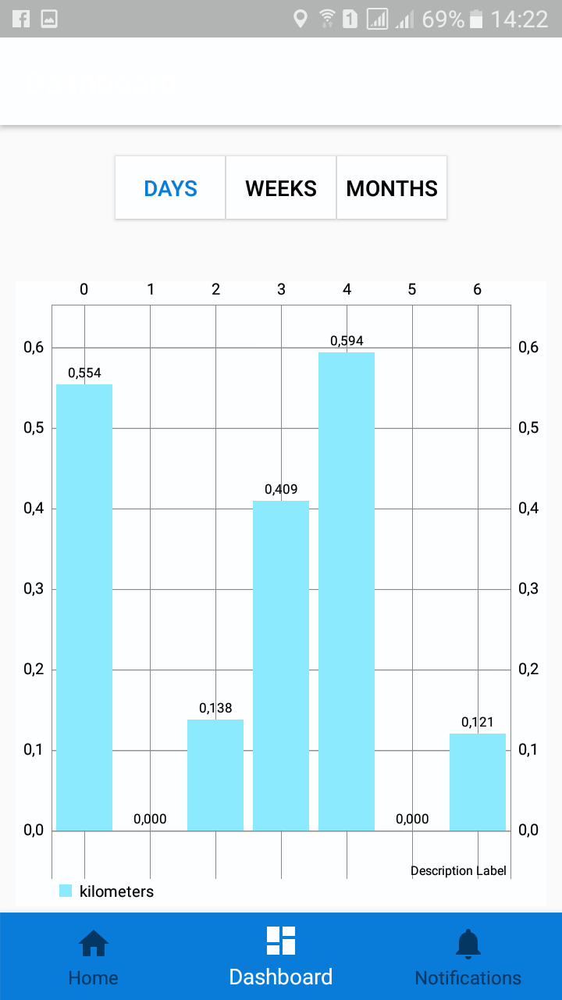 1 69% 14:22
DAYS WEEKS MONTHS
0 1 2 3 4 5 6
0,594
0,6 0,6
0,554
0,5 0,5
0,409
0,4 0,4
0,3 0,3
0,2 0,2
0,138
0,121
0,1 0,1
0,000 0,000
0,0 0,0
Description Label
kilometers
Home Dashboard Notifications